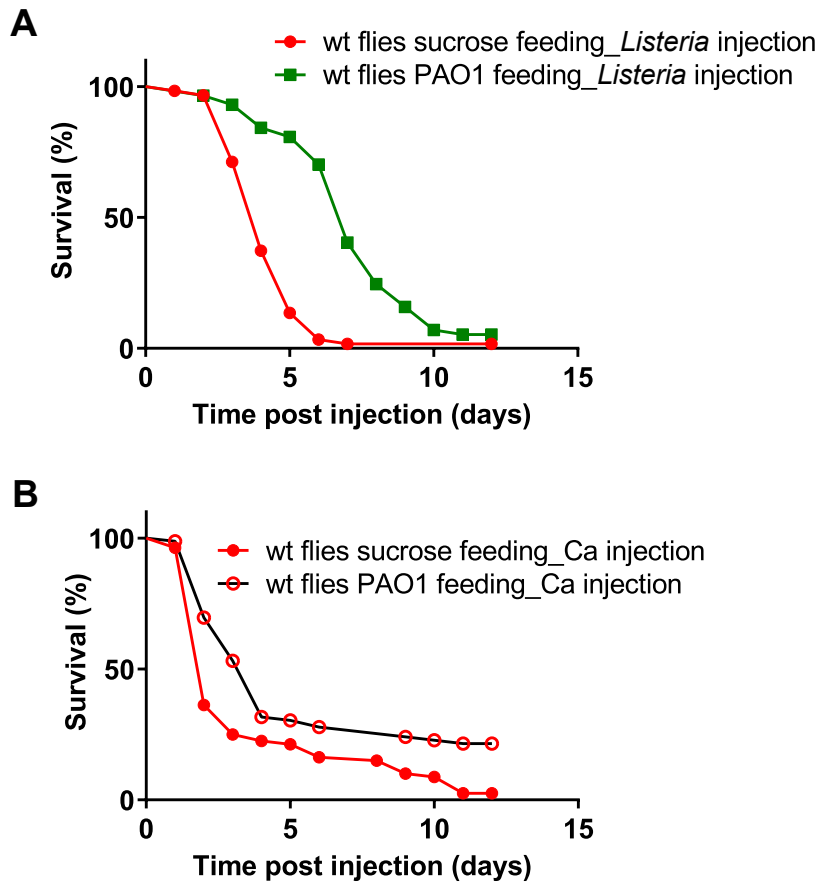 A
wt flies sucrose feeding_Listeria injection
wt flies PAO1 feeding_Listeria injection
100
50
0
Survival (%)
0 5 10 15
Time post injection (days)
B
wt flies sucrose feeding_Ca injection
wt flies PAO1 feeding_Ca injection
100
50
0
Survival (%)
0 5 10 15
Time post injection (days)